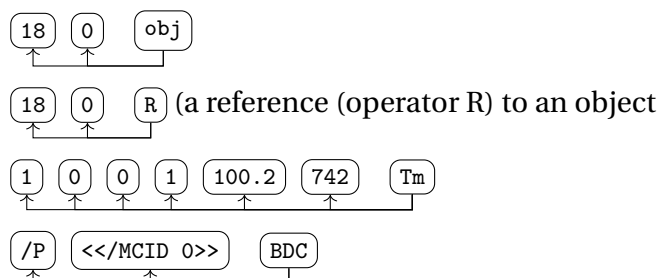 18 0 obj
18 0 R (a reference (operator R) to an object
1 0 0 1 100.2 742 Tm
/P <</MCID 0>> BDC